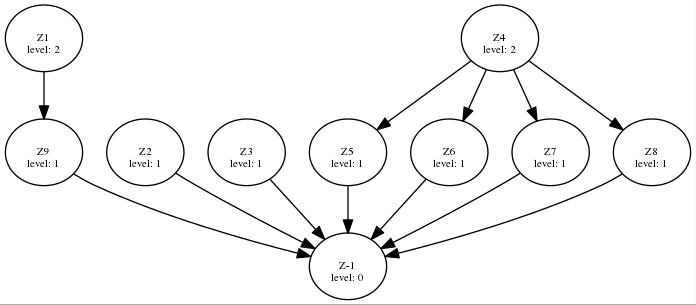 Z1
level: 2
Z4
level: 2
Z9
level: 1
Z2
level: 1
Z3
level: 1
Z5
level: 1
Z6
level: 1
Z7
level: 1
Z8
level: 1
Z-1
level: 0